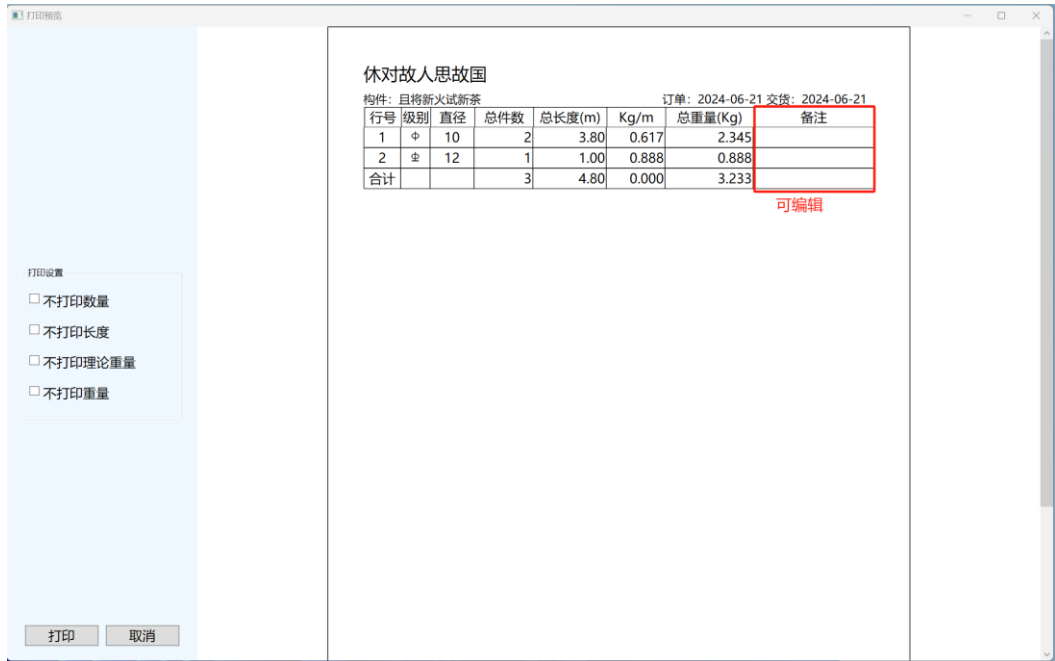 打印预览
休对故人思故国
构件：且将新火试新茶 订单：2024-06-21 交货：2024-06-21
行号 级别 直径 总件数 总长度(m) Kg/m 总重量(Kg) 备注
1 Φ 10 2 3.80 0.617 2.345
2 12 1 1.00 0.888 0.888
合计 3 4.80 0.000 3.233
可编辑
打印设置
不打印数量
不打印长度
不打印理论重量
不打印重量
打印 取消